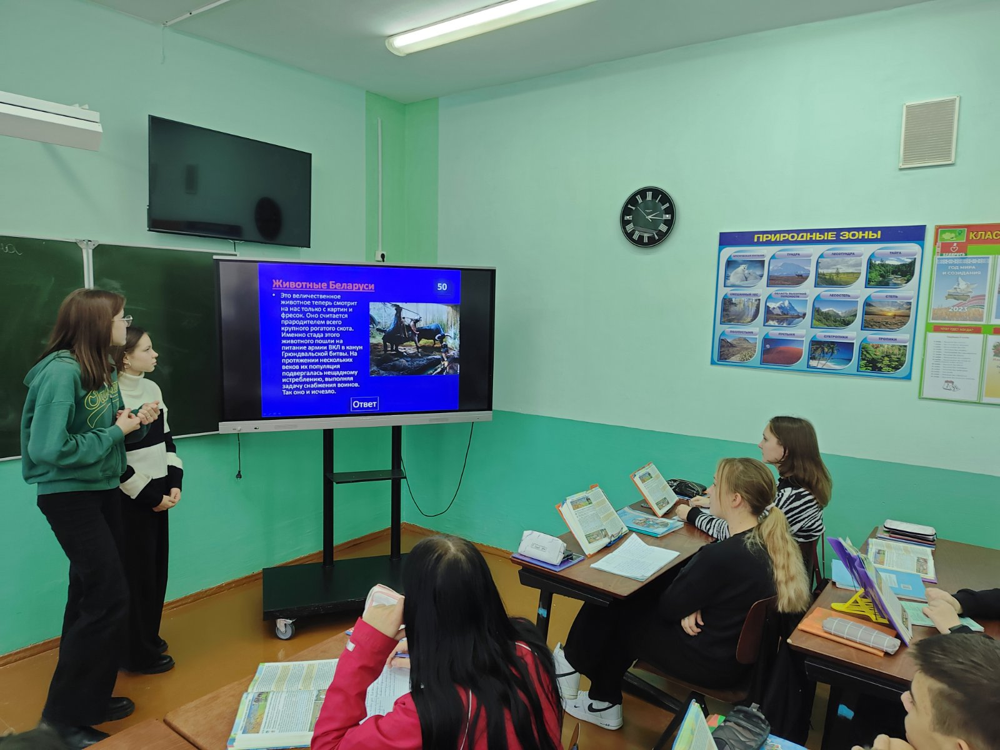 Животные Беларуси
50
• Это величественное
животное теперь смотрит
на нас только с картин и
фресок. Оно считается
прародителем всего
крупного рогатого скота.
Именно стада этого
животного пошли на
питание армии ВКЛ в канун
Грюндвальской битвы. На
протяжении нескольких
веков их популяция
подвергалась нещадному
истреблению, выполняя
задачу снабжения воинов.
Так оно и исчезло.
Ответ
ПРИРОДНЫЕ ЗОНЫ
АРКТИЧЕСКАЯ ПУСТЫНЯ
ТУНДРА
ЛЕСОТУНДРА
ТАЙГА
СМЕШАННЫЙ ЛЕС
ОБЛАСТЬ ВЫСОТНОЙ
ЛЕСОСТЕПЬ
СТЕПЬ
ПОЛУПУСТЫНЯ
ПУСТЫНЯ
СУБТРОПИКИ
ТРОПИКИ
КЛАС
Я
БЕЛАРУСЬ
ГОД МИРА
И СОЗИДАНИЯ
2023
ЧТО? ГДЕ? КОГДА?